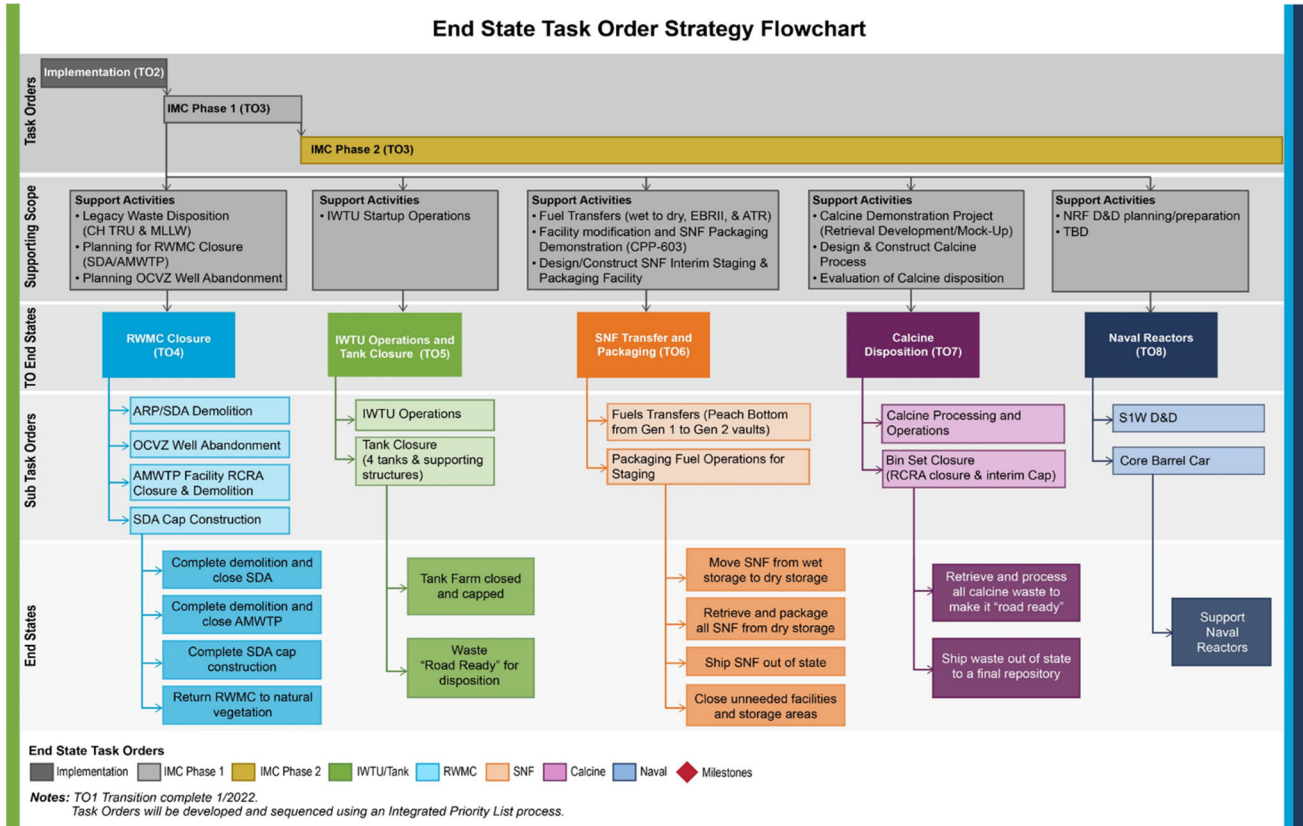 End State Task Order Strategy Flowchart
Task Orders
Implementation (TO2)
IMC Phase 1 (TO3)
IMC Phase 2 (TO3)
Supporting Scope
Support Activities
• Legacy Waste Disposition
(CH TRU & MLLW)
• Planning for RWMC Closure
(SDA/AMWTP)
• Planning OCVZ Well Abandonment
Support Activities
• IWTU Startup Operations
Support Activities
• Fuel Transfers (wet to dry, EBRII, & ATR)
• Facility modification and SNF Packaging
Demonstration (CPP-603)
• Design/Construct SNF Interim Staging &
Packaging Facility
Support Activities
• Calcine Demonstration Project
(Retrieval Development/Mock-Up)
• Design & Construct Calcine
Process
• Evaluation of Calcine disposition
Support Activities
• NRF D&D planning/preparation
• TBD
TO End States
RWMC Closure
(TO4)
IWTU Operations and
Tank Closure (TO5)
SNF Transfer and
Packaging (TO6)
Calcine
Disposition (TO7)
Naval Reactors
(TO8)
Sub Task Orders
ARP/SDA Demolition
OCVZ Well Abandonment
AMWTP Facility RCRA
Closure & Demolition
SDA Cap Construction
IWTU Operations
Tank Closure
(4 tanks & supporting
structures)
Fuels Transfers (Peach Bottom
from Gen 1 to Gen 2 vaults)
Packaging Fuel Operations for
Staging
Calcine Processing and
Operations
Bin Set Closure
(RCRA closure & interim Cap)
S1W D&D
Core Barrel Car
End States
Complete demolition and
close SDA
Complete demolition and
close AMWTP
Complete SDA cap
construction
Return RWMC to natural
vegetation
Tank Farm closed
and capped
Waste
“Road Ready” for
disposition
Move SNF from wet
storage to dry storage
Retrieve and package
all SNF from dry storage
Ship SNF out of state
Close unneeded facilities
and storage areas
Retrieve and process
all calcine waste to
make it “road ready”
Ship waste out of state
to a final repository
Support
Naval
Reactors
End State Task Orders
Implementation
IMC Phase 1
IMC Phase 2
IWTU/Tank
RWMC
SNF
Calcine
Naval
Milestones
Notes: TO1 Transition complete 1/2022.
Task Orders will be developed and sequenced using an Integrated Priority List process.